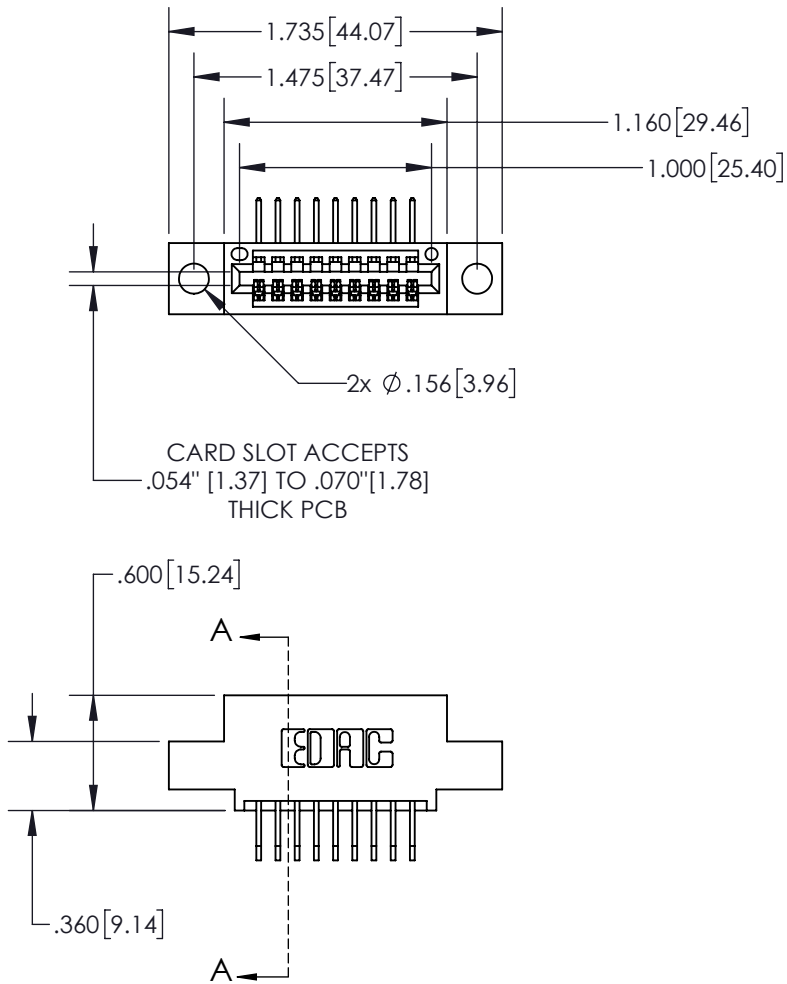 1.735[44.07]
1.475[37.47]
1.160[29.46]
1.000[25.40]
2x ∅.156[3.96]
CARD SLOT ACCEPTS
.054" [1.37] TO .070"[1.78]
THICK PCB
.600[15.24]
A
EDAC
.360[9.14]
A